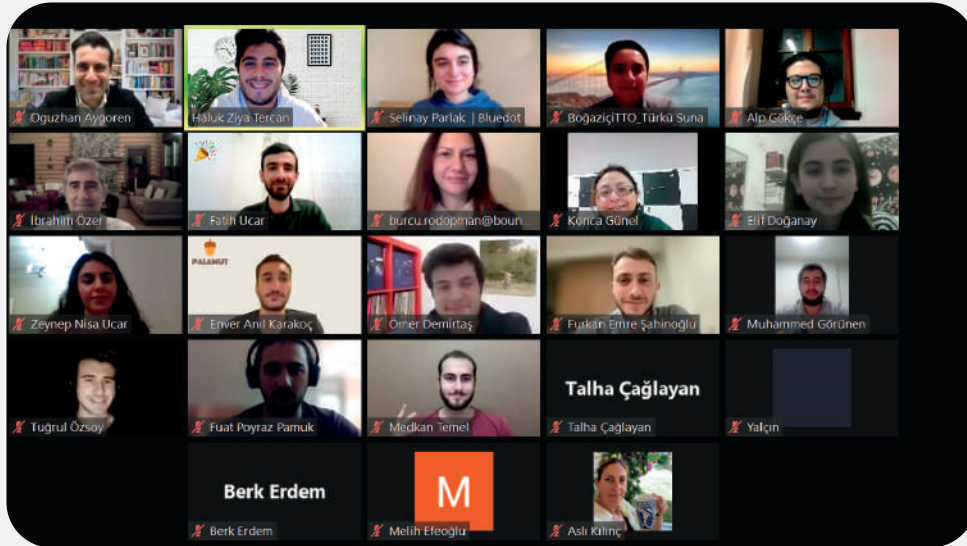 Oguzhan Aygoren
Haluk Ziya Tercan
Selinay Parlak | Bluedot
BoğaziçiTTO_Türkü Suna
Alp Gökçe
İbrahim Özer
Fatih Ucar
burcu.rodopman@boun...
Konca Günel
Elif Doğanay
PALAMUT
Zeynep Nisa Ucar
Enver Anıl Karakoç
Ömer Demirtaş
Furkan Emre Şahinoğlu
Muhammed Görünen
Talha Çağlayan
Tuğrul Özsoy
Fuat Poyraz Pamuk
Medkan Temel
Talha Çağlayan
Yalçın
Berk Erdem
M
Berk Erdem
Melih Efeoğlu
Aslı Kılınç